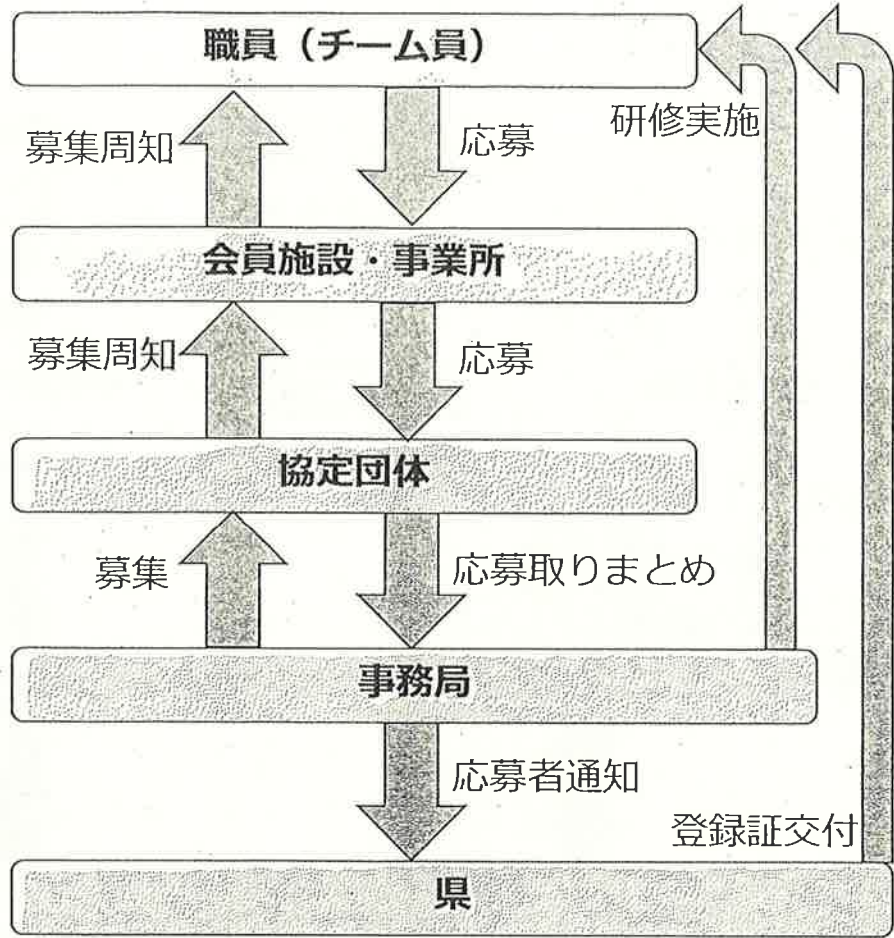 職員（チーム員）
研修実施
募集周知
応募
会員施設・事業所
募集周知
応募
協定団体
募集
応募取りまとめ
事務局
応募者通知
登録証交付
県